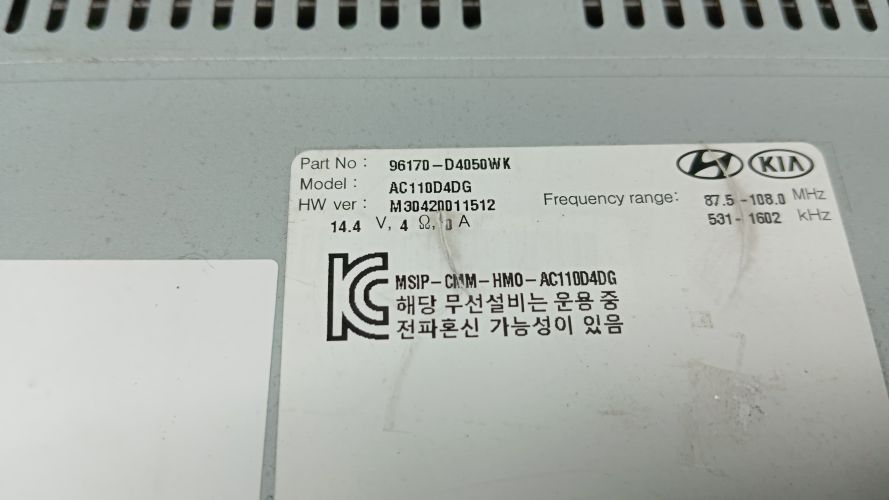 Part No : 96170-D4050WK
Model : AC110D4DG
HW ver : M30420011512
14.4 V, 4 Ω, A
KIA
Frequency range: 87.5 -108.0 MHz
531- 1602 kHz
MSIP-CMM-HMO-AC110D4DG
해당 무선설비는 운용 중
전파혼신 가능성이 있음